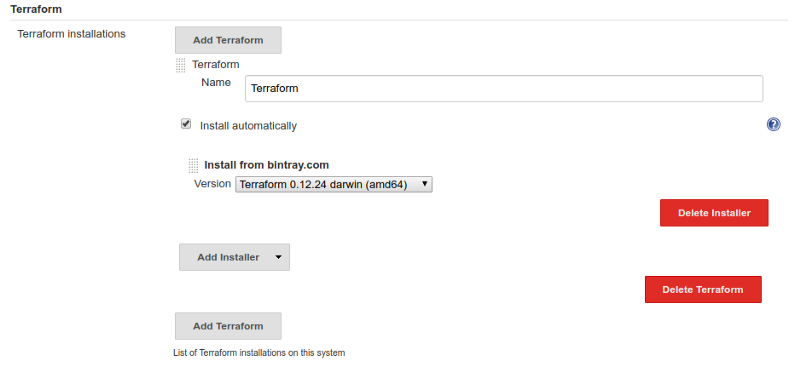 Terraform
Terraform installations
Add Terraform
Terraform
Name
Terraform
Install automatically
?
Install from bintray.com
Version Terraform 0.12.24 darwin (amd64)
Delete Installer
Add Installer
Delete Terraform
Add Terraform
List of Terraform installations on this system